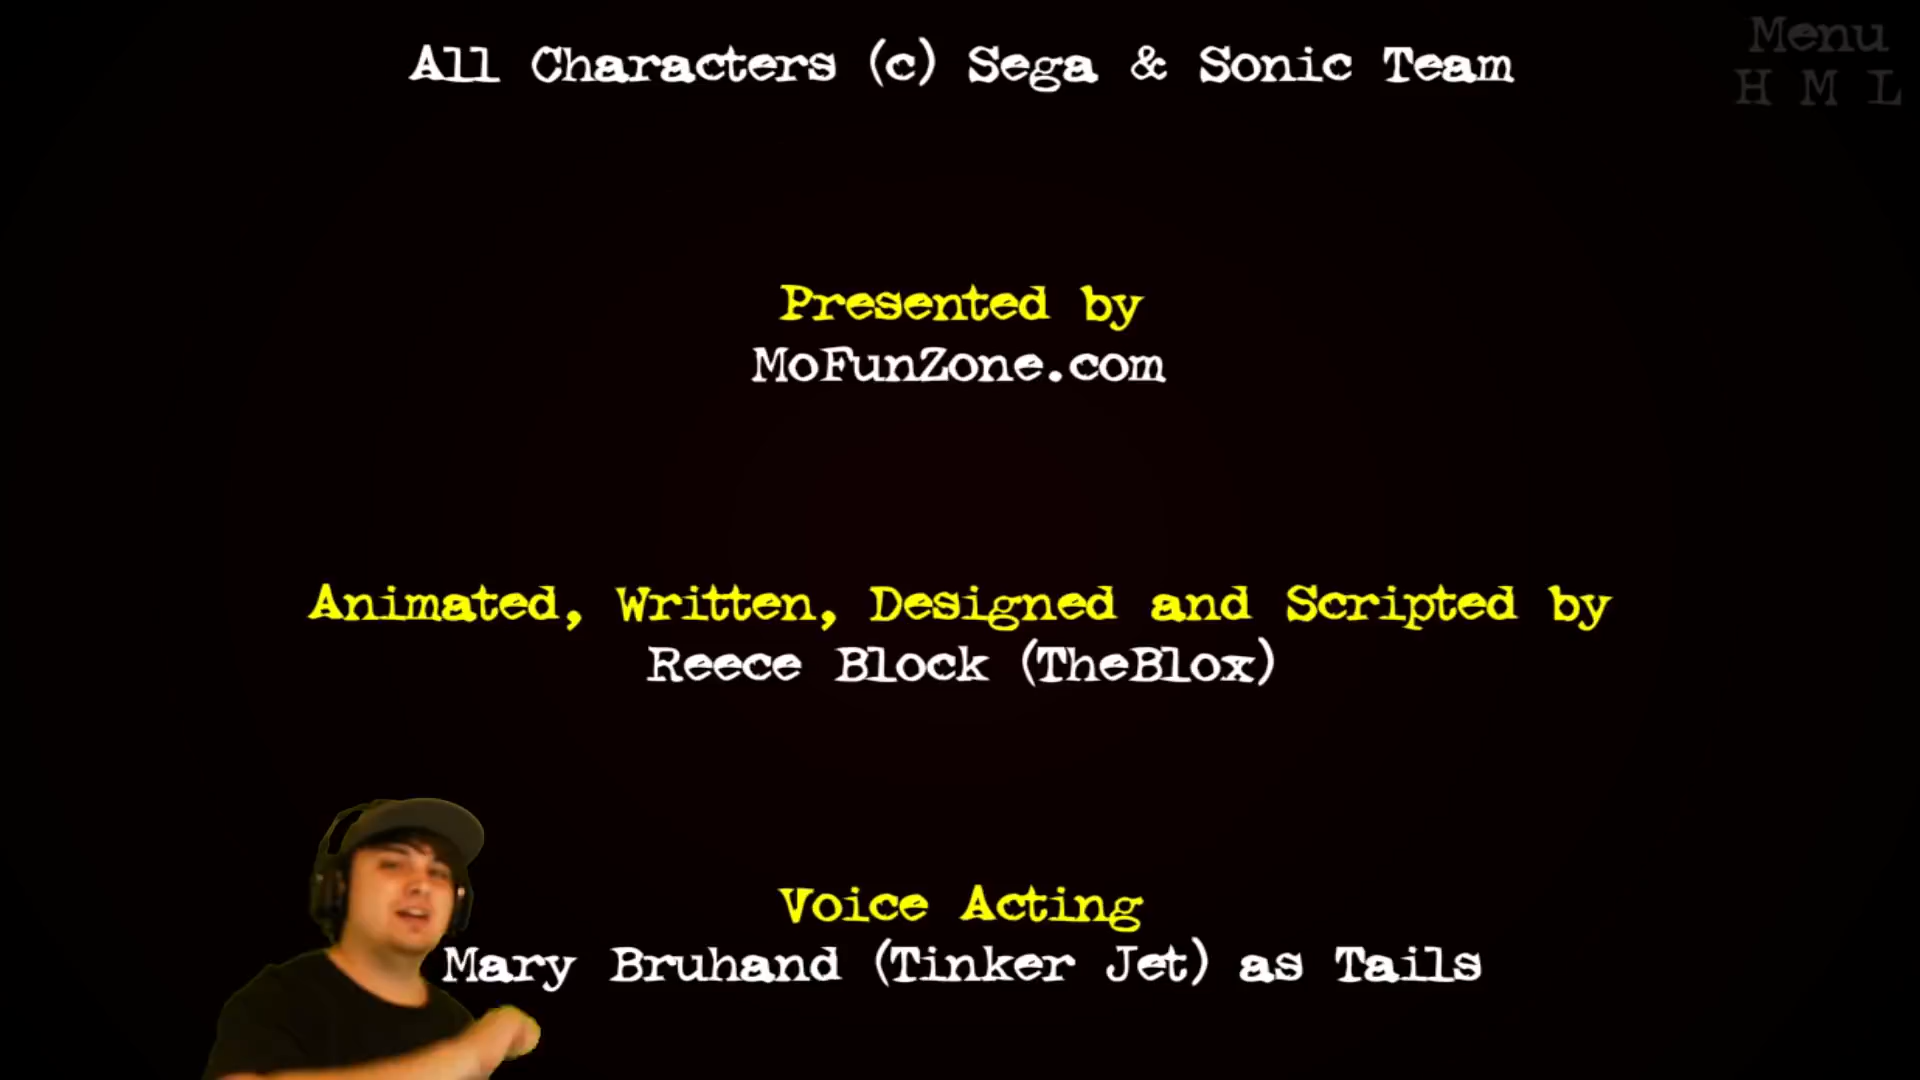 All Characters (c) Sega & Sonic Team
Menu
H M L
Presented by
MoFunZone.com
Animated, Written, Designed and Scripted by
Reece Block (TheBlox)
Voice Acting
Mary Bruhand (Tinker Jet) as Tails